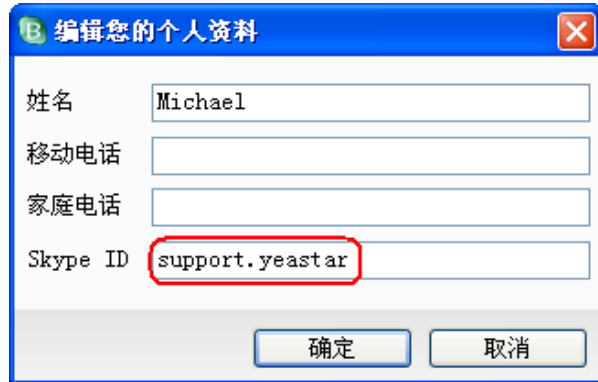 编辑您的个人资料
姓名 Michael
移动电话
家庭电话
Skype ID support.yeastar
确定 取消